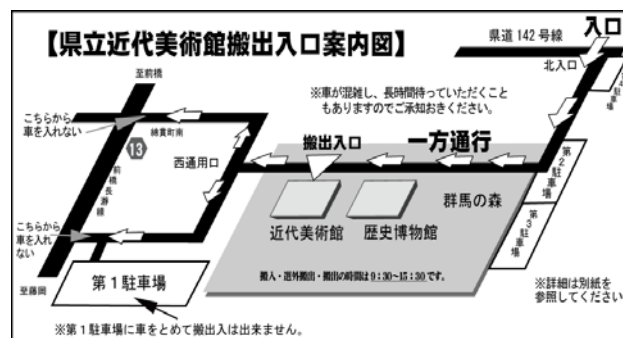 【県立近代美術館搬出入口案内図】
県道 142 号線
入口
北入口
至前橋
※車が混雑し、長時間待っていただくこと
もありますのでご承知おきください。
こちらから
車を入れない
綿貫町南
13
前橋長瀞線
西通用口
搬出入口
一方通行
第2駐車場
第3駐車場
群馬の森
近代美術館
歴史博物館
こちらから
車を入れ
ない
搬入・選外搬出・搬出の時間は 9:30～15:30 です。
至藤岡
第1駐車場
※詳細は別紙を
参照してください
※第1駐車場に車をとめて搬出入は出来ません。